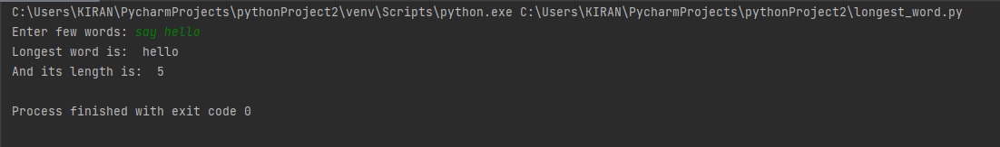 C:\Users\KIRAN\PycharmProjects\pythonProject2\venv\Scripts\python.exe C:\Users\KIRAN\PycharmProjects\pythonProject2\longest_word.py
Enter few words: say hello
Longest word is:  hello
And its length is:  5
Process finished with exit code 0